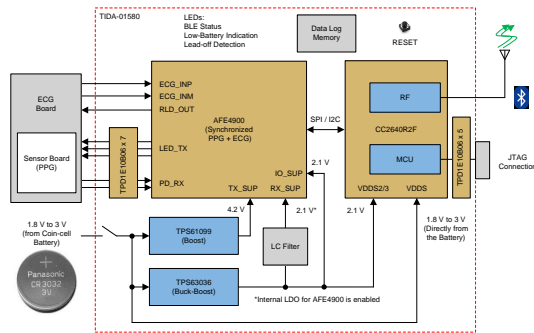 TIDA-01580
LEDs:
BLE Status
Low-Battery Indication
Lead-off Detection
Data Log
Memory
RESET
ECG
Board
Sensor Board
(PPG)
TPD1E10B06 x 7
ECG_INP
ECG_INM
RLD_OUT
LED_TX
PD_RX
AFE4900
(Synchronized
PPG + ECG)
IO_SUP
TX_SUP
RX_SUP
SPI / I2C
RF
CC2640R2F
MCU
VDDS2/3
VDDS
TPD1E10B06 x 5
JTAG
Connection
2.1 V
4.2 V
2.1 V*
2.1 V
1.8 V to 3 V
(Directly from
the Battery)
1.8 V to 3 V
(from Coin-cell
Battery)
TPS61099
(Boost)
LC Filter
TPS63036
(Buck-Boost)
*Internal LDO for AFE4900 is enabled
Panasonic
CR3032
3V